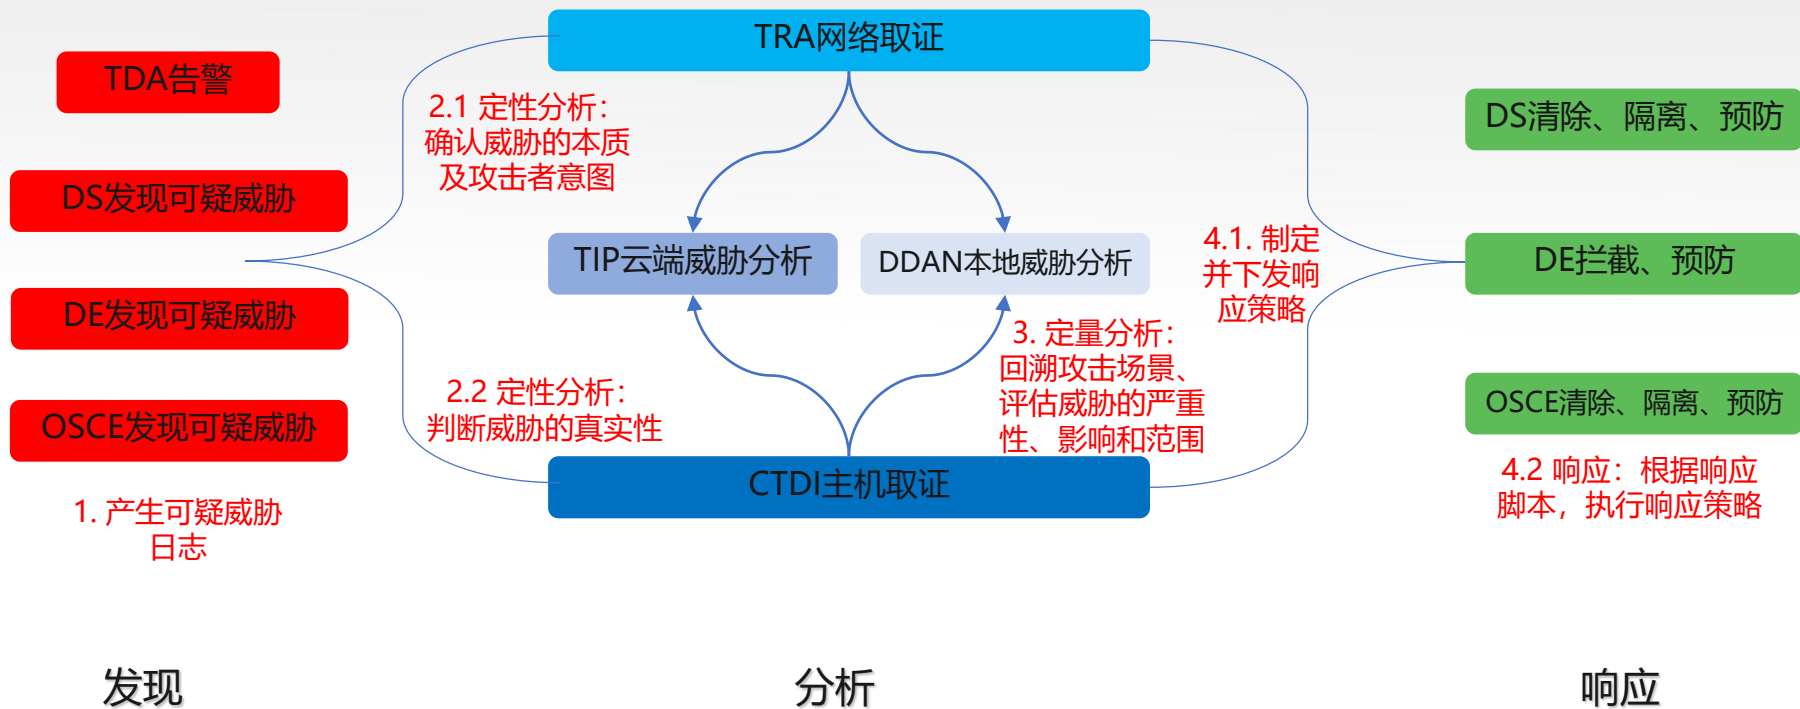 TRA网络取证
TDA告警
2.1 定性分析：
确认威胁的本质
及攻击者意图
DS清除、隔离、预防
DS发现可疑威胁
TIP云端威胁分析
DDAN本地威胁分析
4.1. 制定
并下发响
应策略
DE拦截、预防
DE发现可疑威胁
3. 定量分析：
回溯攻击场景、
评估威胁的严重
性、影响和范围
2.2 定性分析：
判断威胁的真实性
OSCE清除、隔离、预防
OSCE发现可疑威胁
CTDI主机取证
4.2 响应：根据响应
脚本，执行响应策略
1. 产生可疑威胁
日志
发现
分析
响应